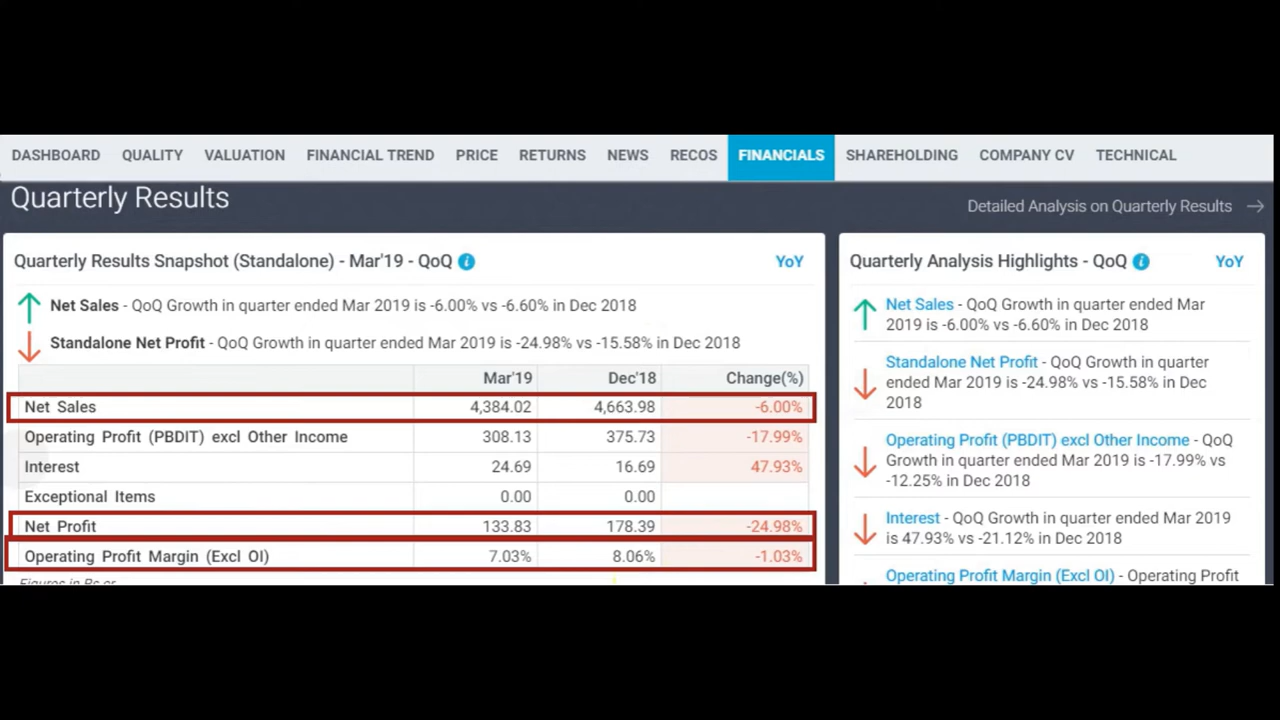 DASHBOARD QUALITY VALUATION FINANCIAL TREND PRICE RETURNS NEWS RECOS FINANCIALS SHAREHOLDING COMPANY CV TECHNICAL
Quarterly Results
Detailed Analysis on Quarterly Results →
Quarterly Results Snapshot (Standalone) - Mar'19 - QoQ i YoY
Net Sales - QoQ Growth in quarter ended Mar 2019 is -6.00% vs -6.60% in Dec 2018
Standalone Net Profit - QoQ Growth in quarter ended Mar 2019 is -24.98% vs -15.58% in Dec 2018
Mar'19 Dec'18 Change(%)
Net Sales 4,384.02 4,663.98 -6.00%
Operating Profit (PBDIT) excl Other Income 308.13 375.73 -17.99%
Interest 24.69 16.69 47.93%
Exceptional Items 0.00 0.00
Net Profit 133.83 178.39 -24.98%
Operating Profit Margin (Excl OI) 7.03% 8.06% -1.03%
Figures in Rs cr
Quarterly Analysis Highlights - QoQ i YoY
Net Sales - QoQ Growth in quarter ended Mar
2019 is -6.00% vs -6.60% in Dec 2018
Standalone Net Profit - QoQ Growth in quarter
ended Mar 2019 is -24.98% vs -15.58% in Dec
2018
Operating Profit (PBDIT) excl Other Income - QoQ
Growth in quarter ended Mar 2019 is -17.99% vs
-12.25% in Dec 2018
Interest - QoQ Growth in quarter ended Mar 2019
is 47.93% vs -21.12% in Dec 2018
Operating Profit Margin (Excl OI) - Operating Profit